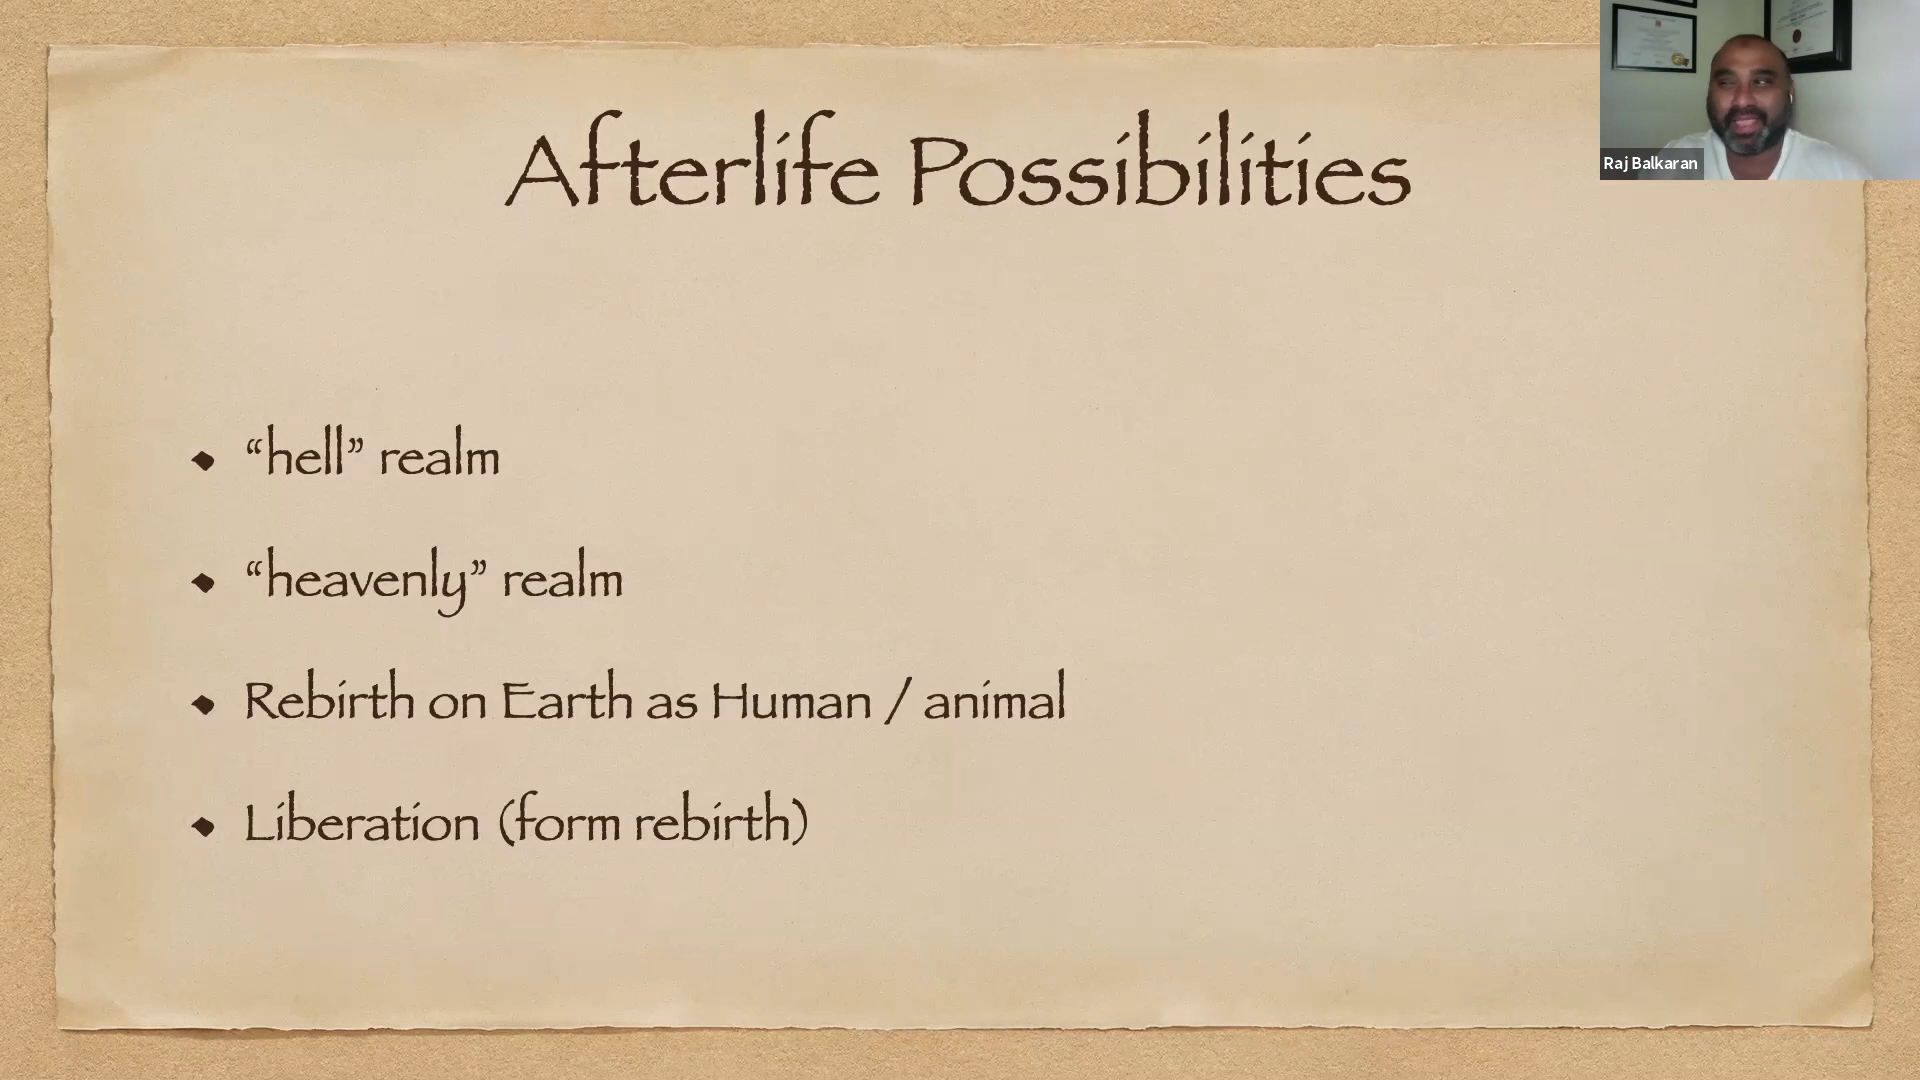 Afterlife Possibilities
Raj Balkaran
• “hell” realm
• “heavenly” realm
• Rebirth on Earth as Human / animal
• Liberation (form rebirth)